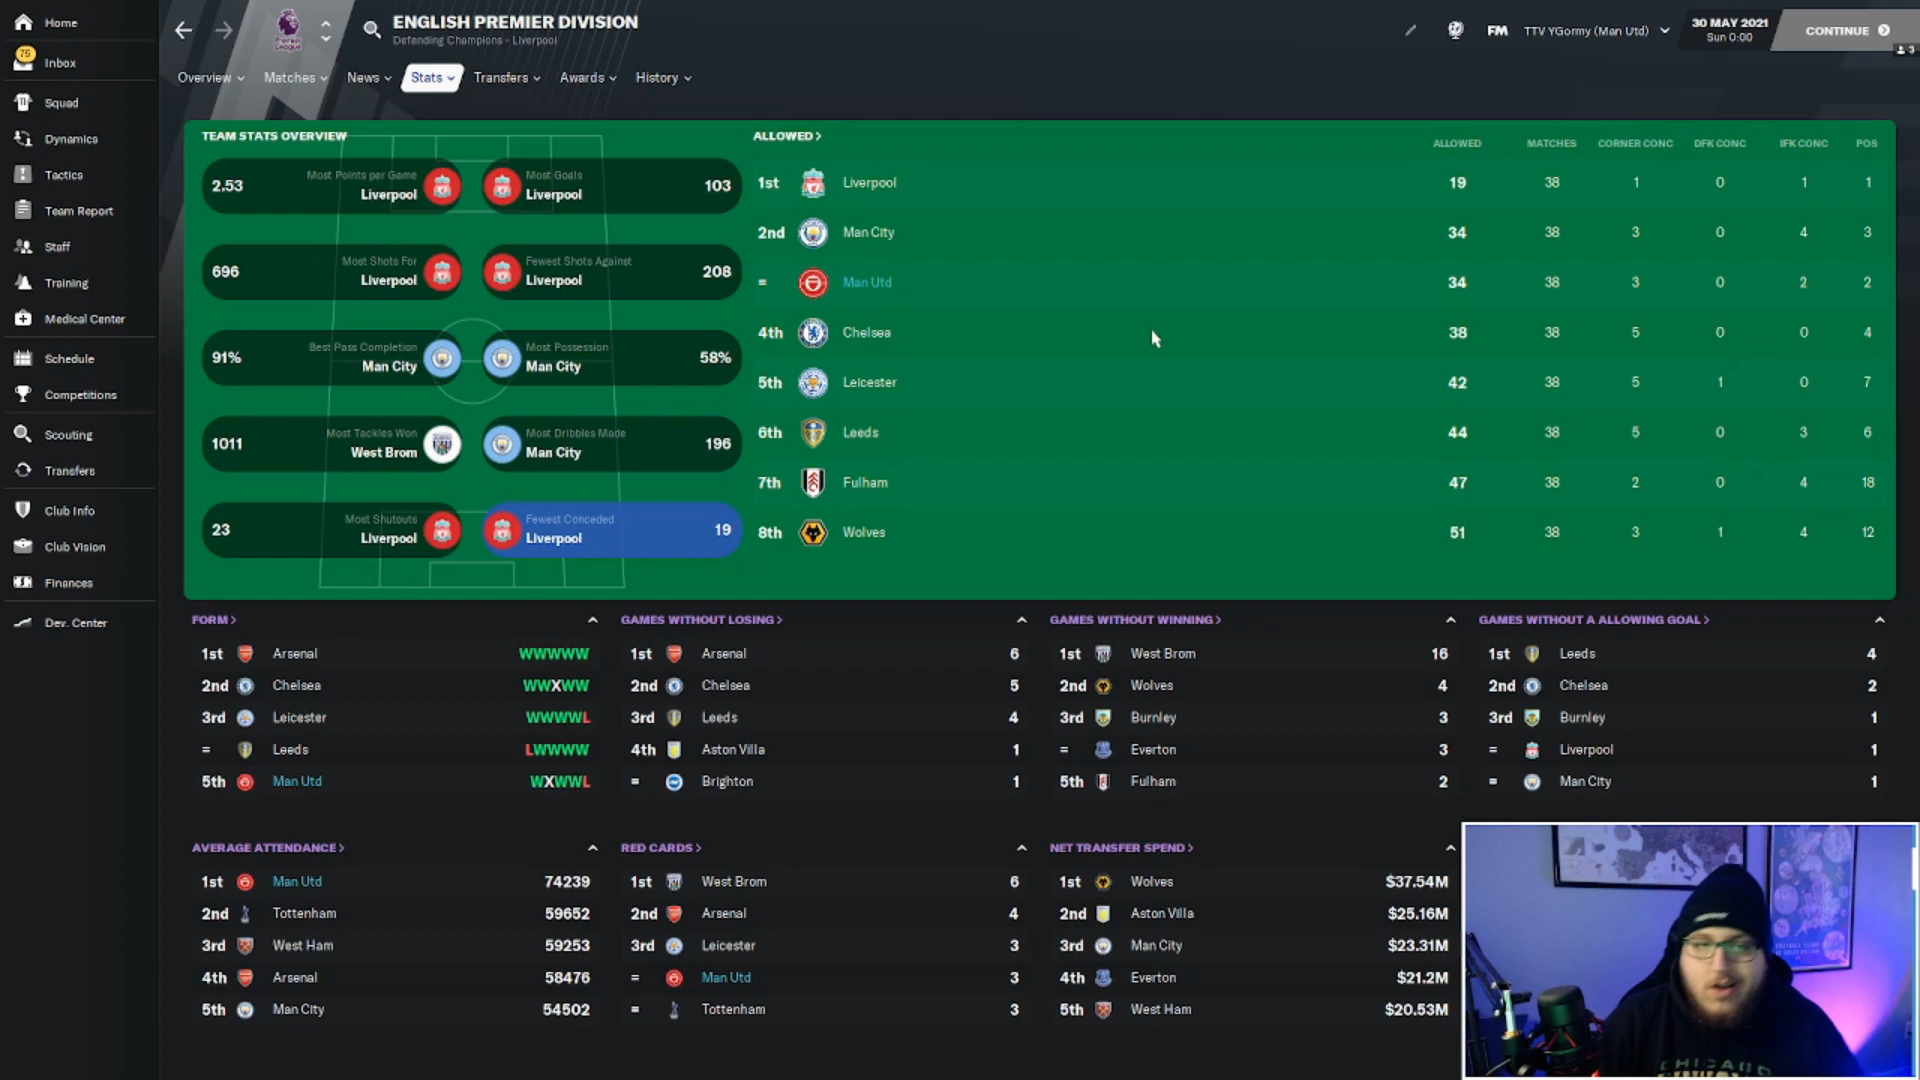 Home
75
Inbox
Squad
Dynamics
Tactics
Team Report
Staff
Training
Medical Center
Schedule
Competitions
Scouting
Transfers
Club Info
Club Vision
Finances
Dev. Center
ENGLISH PREMIER DIVISION
Defending Champions - Liverpool
FM TTV YGormy (Man Utd)
30 MAY 2021
Sun 0:00
CONTINUE
3
Overview Matches News Stats Transfers Awards History
TEAM STATS OVERVIEW
2.53 Most Points per Game Liverpool
Most Goals Liverpool 103
696 Most Shots For Liverpool
Fewest Shots Against Liverpool 208
91% Best Pass Completion Man City
Most Possession Man City 58%
1011 Most Tackles Won West Brom
Most Dribbles Made Man City 196
23 Most Shutouts Liverpool
Fewest Conceded Liverpool 19
ALLOWED> ALLOWED MATCHES CORNER CONC DFK CONC IFK CONC POS
1st Liverpool 19 38 1 0 1 1
2nd Man City 34 38 3 0 4 3
= Man Utd 34 38 3 0 2 2
4th Chelsea 38 38 5 0 0 4
5th Leicester 42 38 5 1 0 7
6th Leeds 44 38 5 0 3 6
7th Fulham 47 38 2 0 4 18
8th Wolves 51 38 3 1 4 12
FORM>
1st Arsenal WWWWW
2nd Chelsea WWXWW
3rd Leicester WWWWL
= Leeds LWWWW
5th Man Utd WXWWL
GAMES WITHOUT LOSING>
1st Arsenal 6
2nd Chelsea 5
3rd Leeds 4
4th Aston Villa 1
= Brighton 1
GAMES WITHOUT WINNING>
1st West Brom 16
2nd Wolves 4
3rd Burnley 3
= Everton 3
5th Fulham 2
GAMES WITHOUT A ALLOWING GOAL>
1st Leeds 4
2nd Chelsea 2
3rd Burnley 1
= Liverpool 1
= Man City 1
AVERAGE ATTENDANCE>
1st Man Utd 74239
2nd Tottenham 59652
3rd West Ham 59253
4th Arsenal 58476
5th Man City 54502
RED CARDS>
1st West Brom 6
2nd Arsenal 4
3rd Leicester 3
= Man Utd 3
= Tottenham 3
NET TRANSFER SPEND>
1st Wolves $37.54M
2nd Aston Villa $25.16M
3rd Man City $23.31M
4th Everton $21.2M
5th West Ham $20.53M
CHICAGO